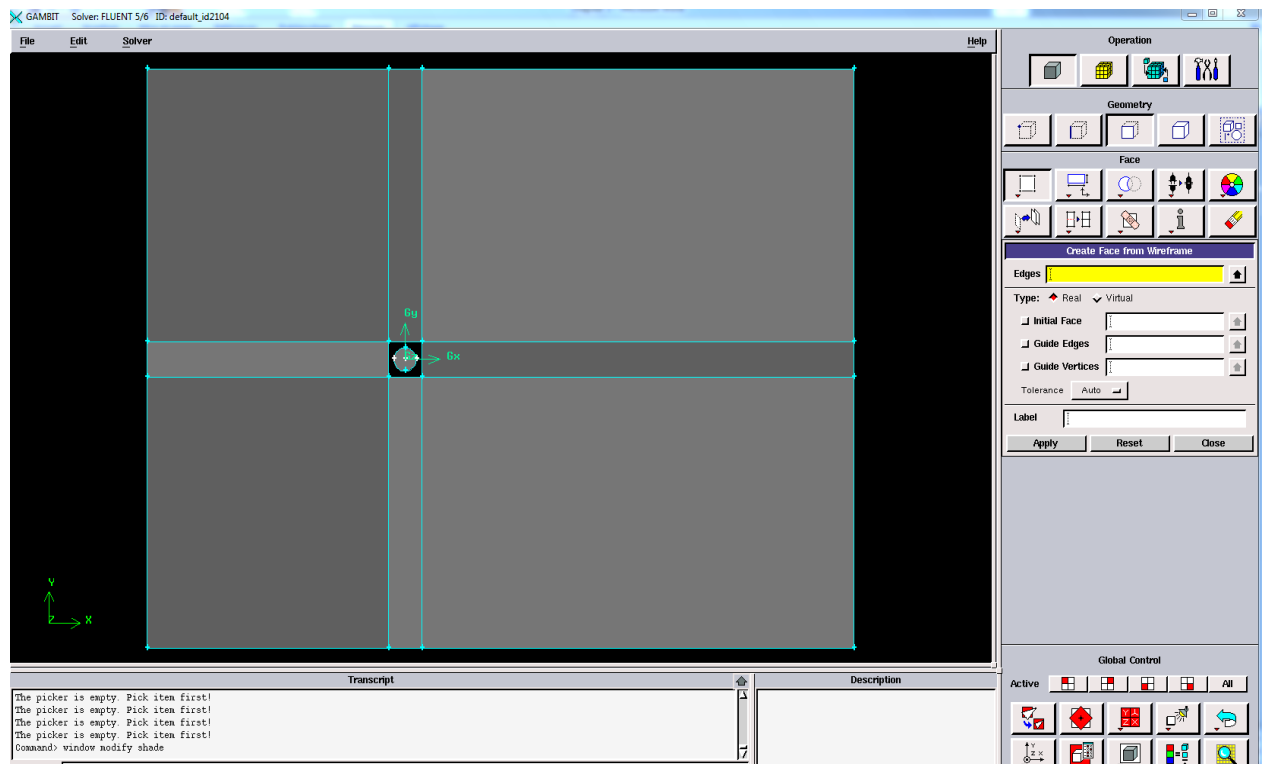 GAMBIT Solver: FLUENT 5/6 ID: default_id2104
File Edit Solver Help
Operation
Geometry
Face
Create Face from Wireframe
Edges
Type: Real Virtual
Initial Face
Guide Edges
Guide Vertices
Tolerance Auto
Label
Apply Reset Close
Gy
Gx
Y
Z X
Transcript
The picker is empty. Pick item first!
The picker is empty. Pick item first!
The picker is empty. Pick item first!
The picker is empty. Pick item first!
Command> window modify shade
Description
Global Control
Active All